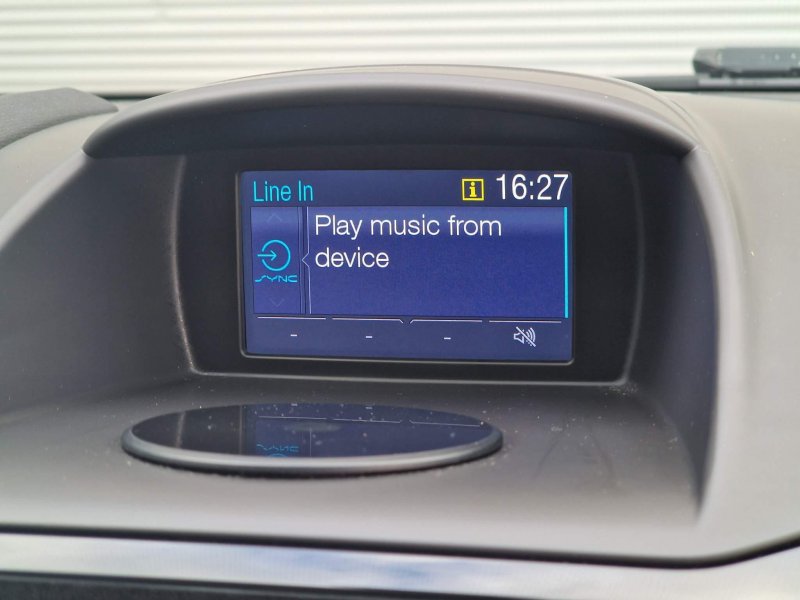 Line In
i 16:27
Play music from
device
SYNC
- - -